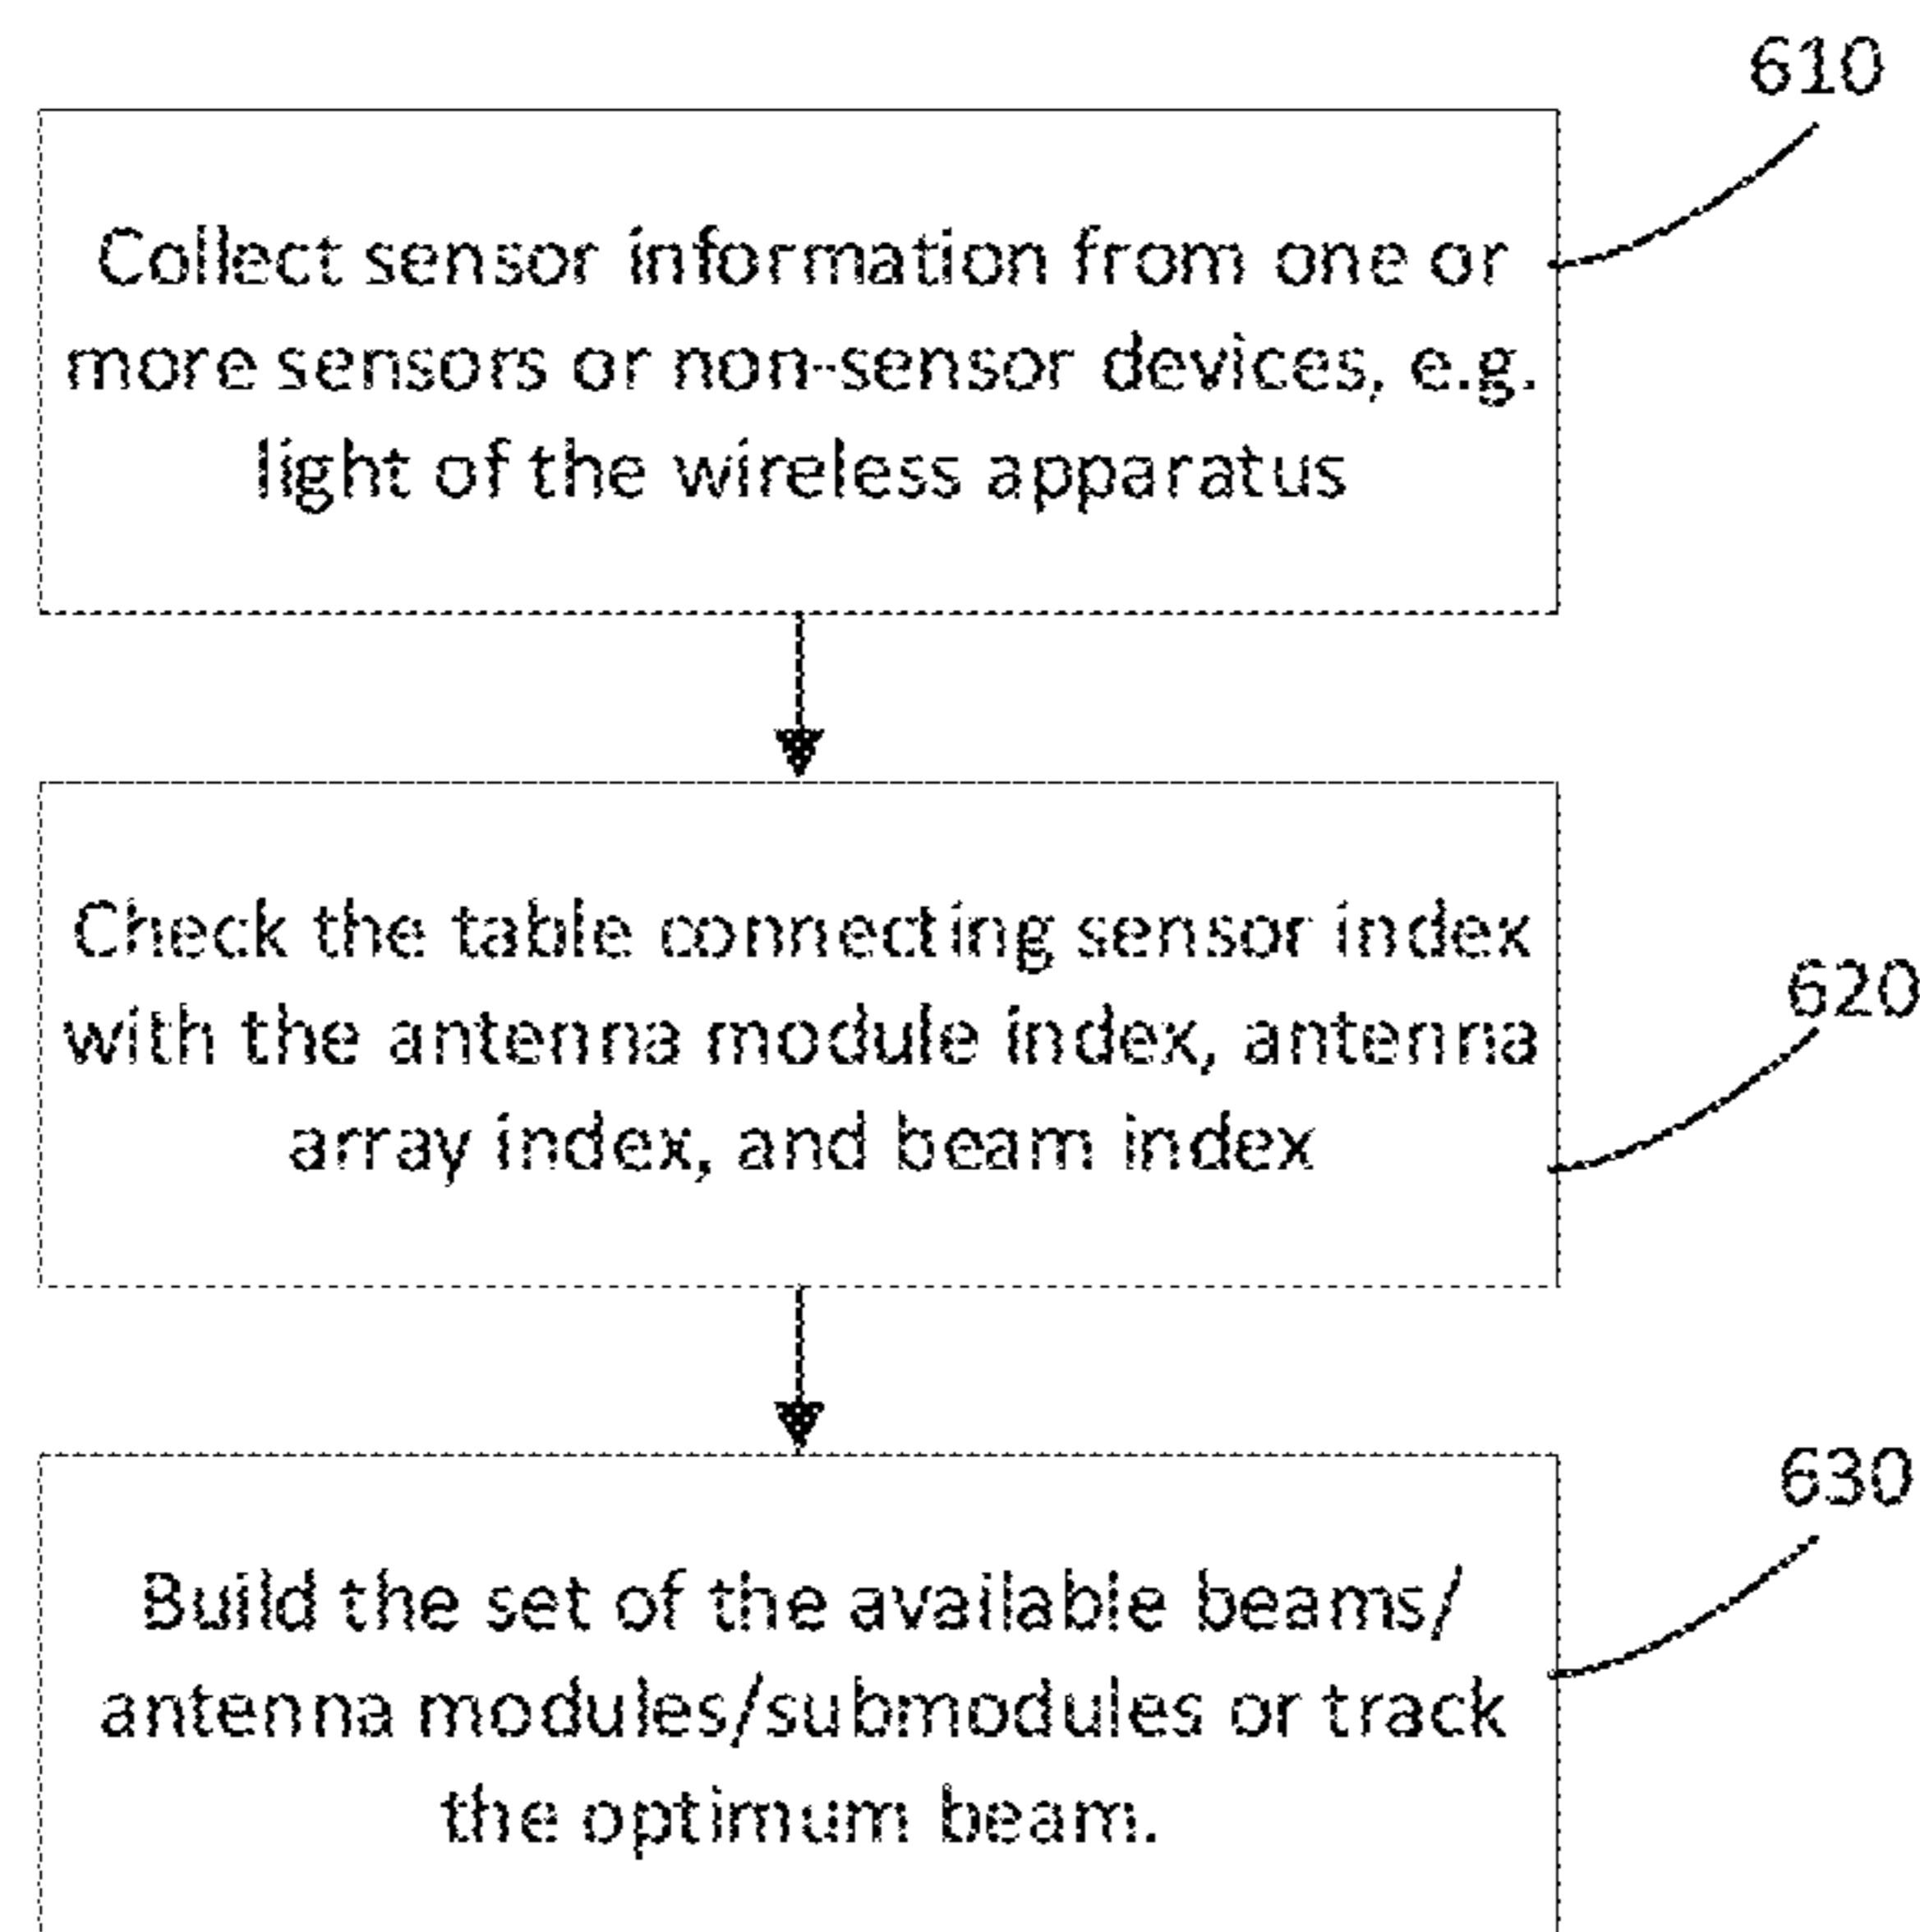 610
Collect sensor information from one or
more sensors or non-sensor devices, e.g.
light of the wireless apparatus
Check the table connecting sensor index
with the antenna module index, antenna
array index, and beam index
620
Build the set of the available beams/
antenna modules/submodules or track
the optimum beam.
630